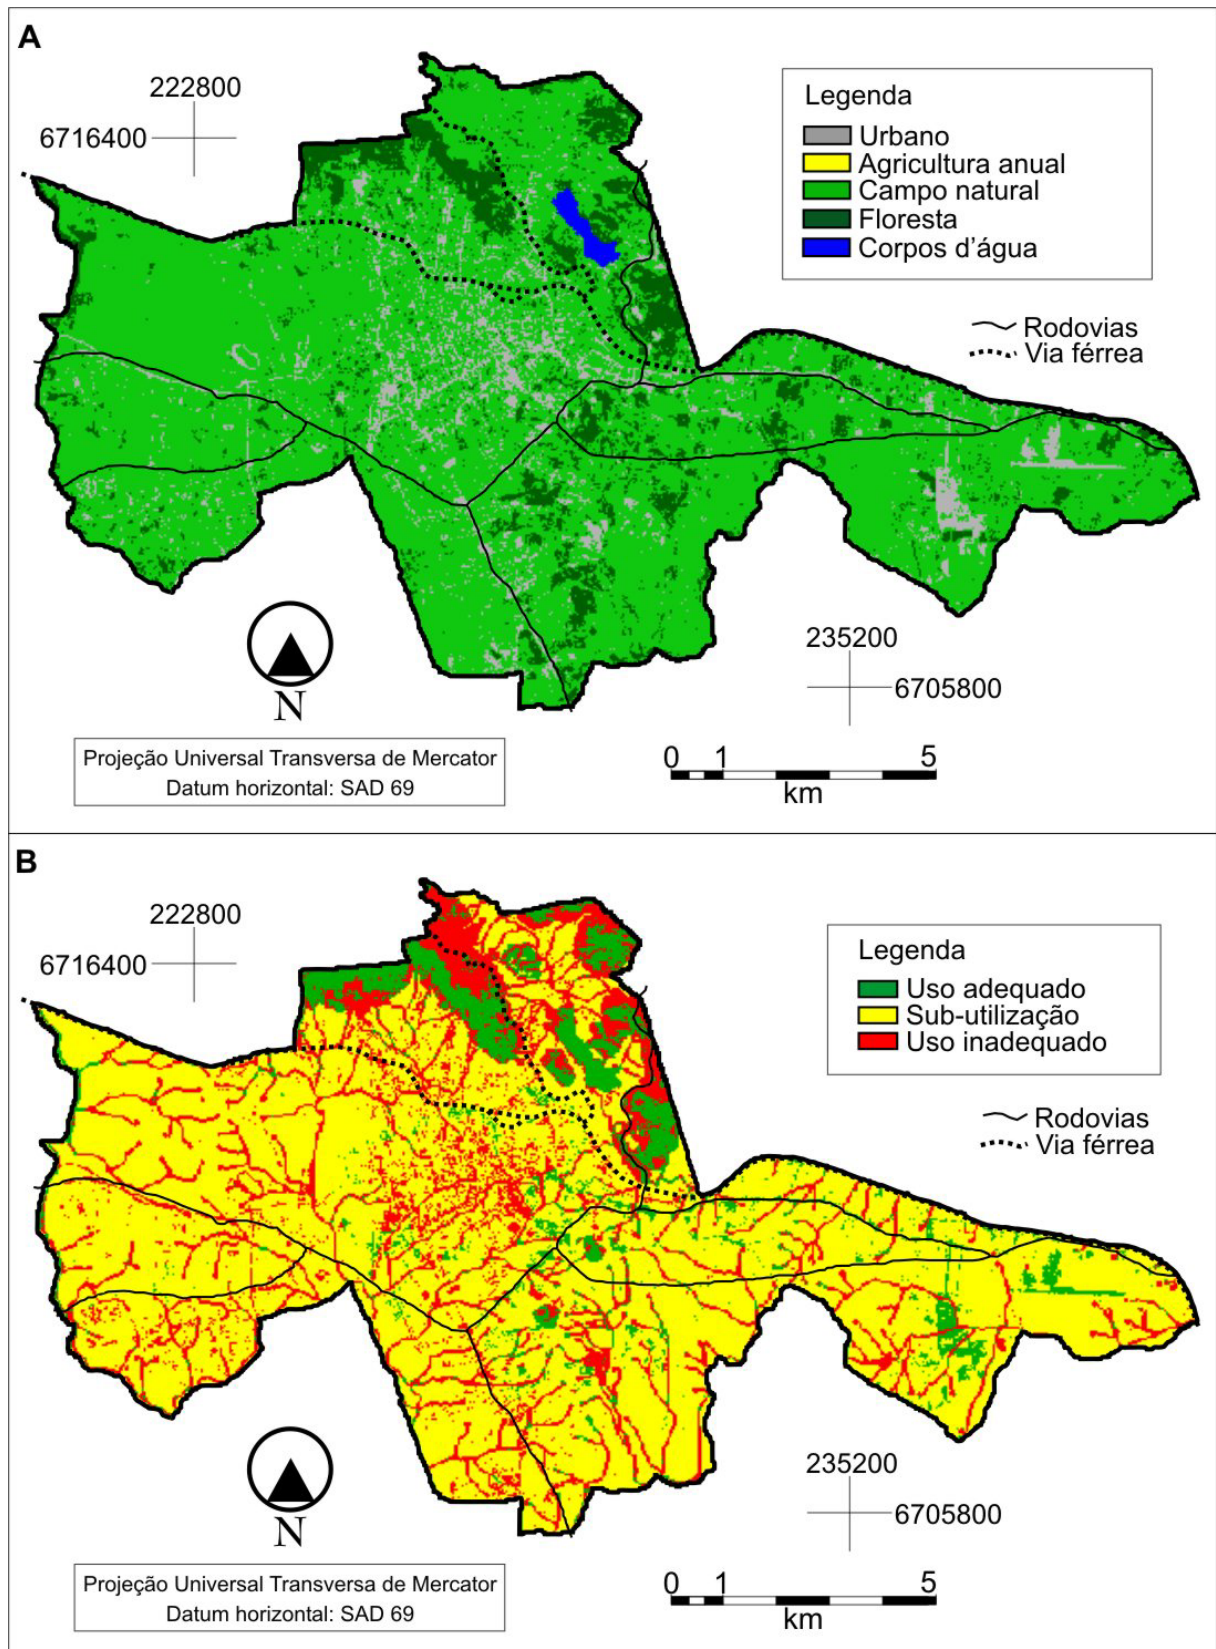 A
222800
6716400
Legenda
Urbano
Agricultura anual
Campo natural
Floresta
Corpos d'água
Rodovias
Via férrea
N
235200
6705800
Projeção Universal Transversa de Mercator
Datum horizontal: SAD 69
0 1 5
km
B
222800
6716400
Legenda
Uso adequado
Sub-utilização
Uso inadequado
Rodovias
Via férrea
N
235200
6705800
Projeção Universal Transversa de Mercator
Datum horizontal: SAD 69
0 1 5
km